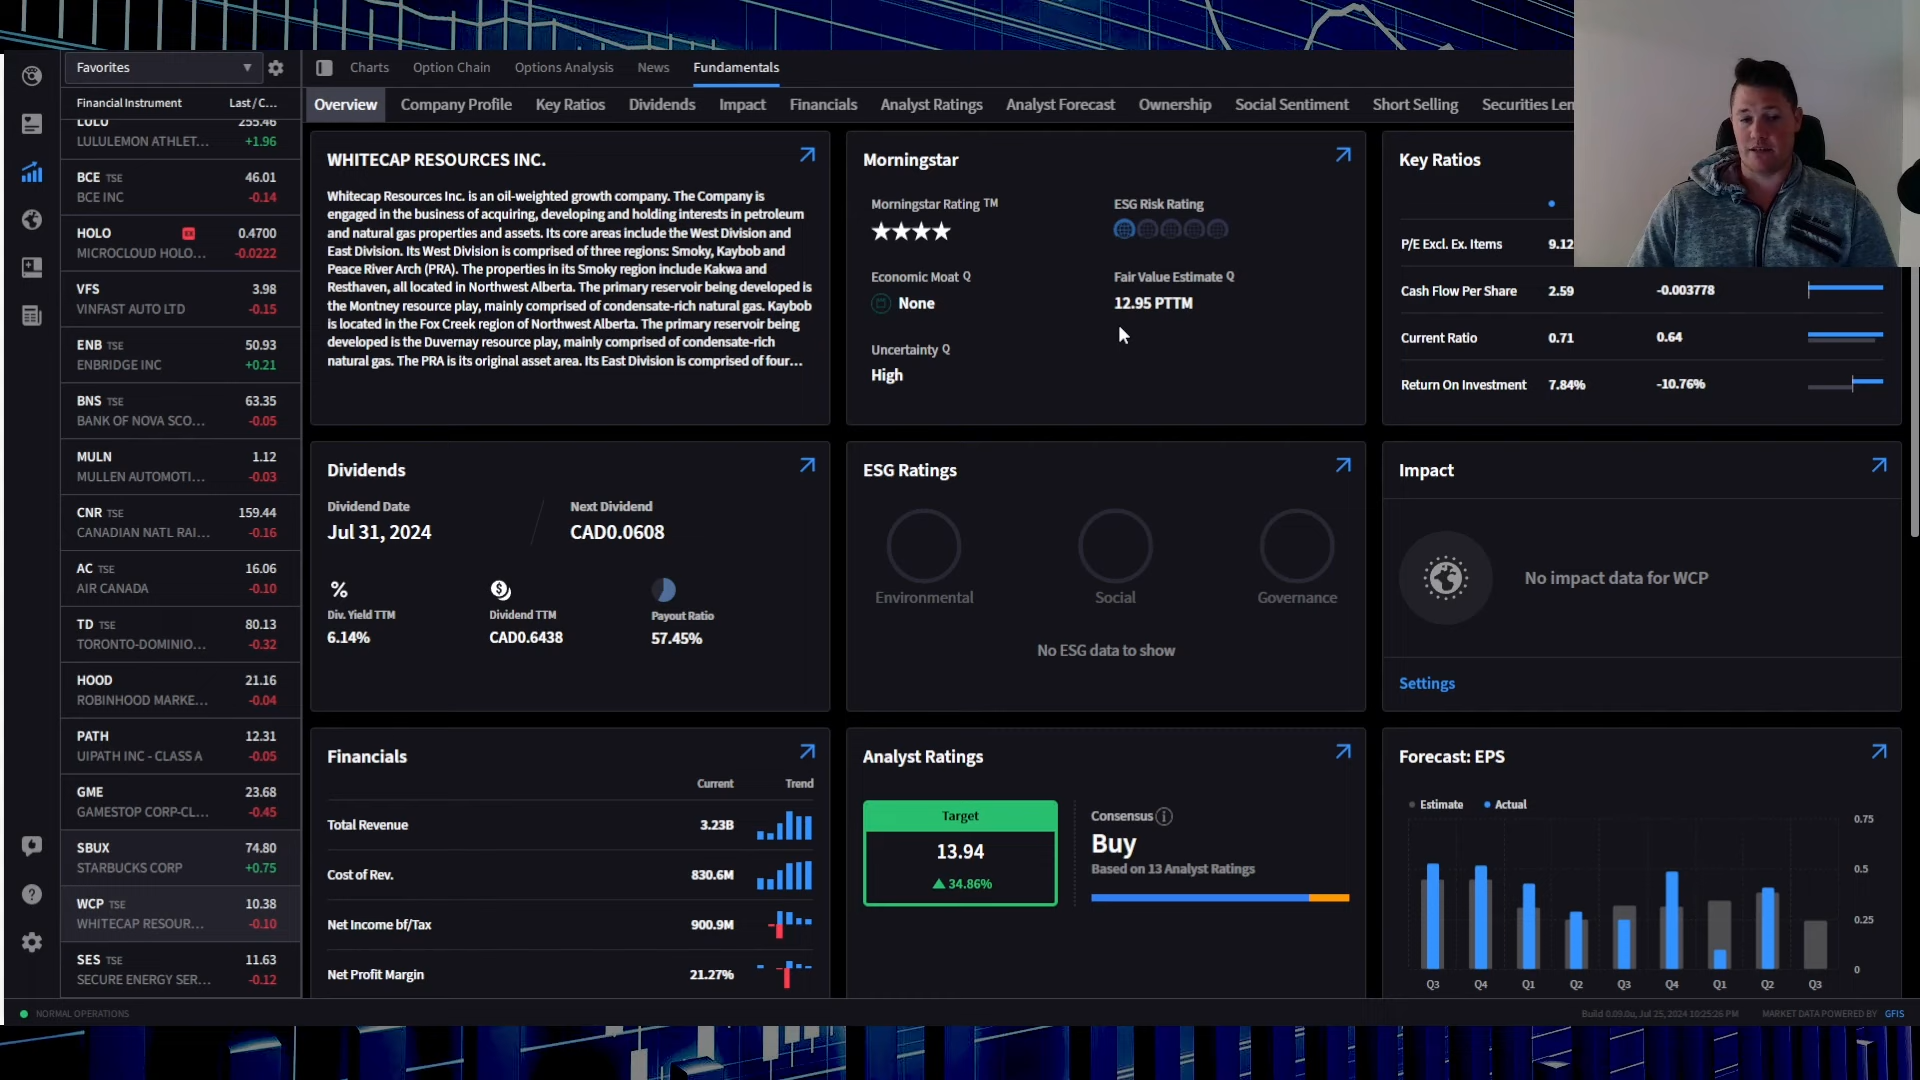 Favorites
Charts
Option Chain
Options Analysis
News
Fundamentals
Financial Instrument
Last / C...
LULU
255.46
LULULEMON ATHLET...
+1.96
BCE TSE
46.01
BCE INC
-0.14
HOLO
0.4700
MICROCLOUD HOLO...
-0.0222
VFS
3.98
VINFAST AUTO LTD
-0.15
ENB TSE
50.93
ENBRIDGE INC
+0.21
BNS TSE
63.35
BANK OF NOVA SCO...
-0.05
MULN
1.12
MULLEN AUTOMOTI...
-0.03
CNR TSE
159.44
CANADIAN NATL RAI...
-0.16
AC TSE
16.06
AIR CANADA
-0.10
TD TSE
80.13
TORONTO-DOMINIO...
-0.32
HOOD
21.16
ROBINHOOD MARKE...
-0.04
PATH
12.31
UIPATH INC - CLASS A
-0.05
GME
23.68
GAMESTOP CORP-CL...
-0.45
SBUX
74.80
STARBUCKS CORP
+0.75
WCP TSE
10.38
WHITECAP RESOUR...
-0.10
SES TSE
11.63
SECURE ENERGY SER...
-0.12
Overview
Company Profile
Key Ratios
Dividends
Impact
Financials
Analyst Ratings
Analyst Forecast
Ownership
Social Sentiment
Short Selling
Securities Len
WHITECAP RESOURCES INC.
Whitecap Resources Inc. is an oil-weighted growth company. The Company is
engaged in the business of acquiring, developing and holding interests in petroleum
and natural gas properties and assets. Its core areas include the West Division and
East Division. Its West Division is comprised of three regions: Smoky, Kaybob and
Peace River Arch (PRA). The properties in its Smoky region include Kakwa and
Resthaven, all located in Northwest Alberta. The primary reservoir being developed is
the Montney resource play, mainly comprised of condensate-rich natural gas. Kaybob
is located in the Fox Creek region of Northwest Alberta. The primary reservoir being
developed is the Duvernay resource play, mainly comprised of condensate-rich
natural gas. The PRA is its original asset area. Its East Division is comprised of four...
Morningstar
Morningstar Rating TM
ESG Risk Rating
Economic Moat Q
None
Fair Value Estimate Q
12.95 PTTM
Uncertainty Q
High
Key Ratios
P/E Excl. Ex. Items
9.12
Cash Flow Per Share
2.59
-0.003778
Current Ratio
0.71
0.64
Return On Investment
7.84%
-10.76%
Dividends
Dividend Date
Jul 31, 2024
Next Dividend
CAD0.0608
%
$
Div. Yield TTM
6.14%
Dividend TTM
CAD0.6438
Payout Ratio
57.45%
ESG Ratings
Environmental
Social
Governance
No ESG data to show
Impact
No impact data for WCP
Settings
Financials
Current
Trend
Total Revenue
3.23B
Cost of Rev.
830.6M
Net Income bf/Tax
900.9M
Net Profit Margin
21.27%
Analyst Ratings
Target
13.94
34.86%
Consensus
Buy
Based on 13 Analyst Ratings
Forecast: EPS
Estimate
Actual
0.75
0.5
0.25
0
Q3
Q4
Q1
Q2
Q3
Q4
Q1
Q2
Q3
NORMAL OPERATIONS
Build 0.09.0u, Jul 25, 2024 10:25:26 PM
MARKET DATA POWERED BY GFIS